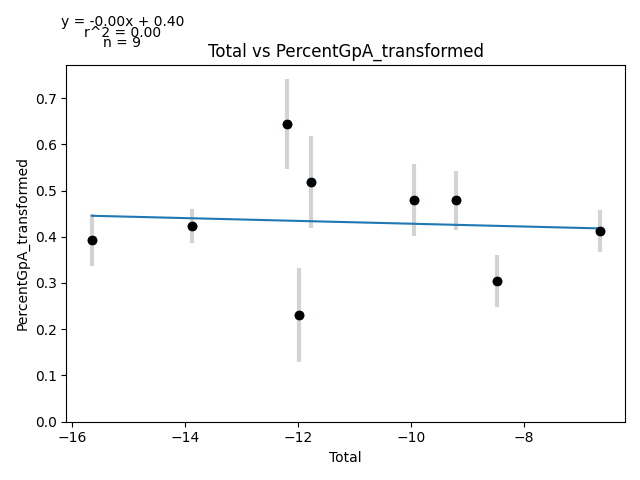 y = -0.00x + 0.40
r^2 = 0.00
n = 9
Total vs PercentGpA_transformed
PercentGpA_transformed
0.7
0.6
0.5
0.4
0.3
0.2
0.1
0.0
−16
−14
−12
−10
−8
Total